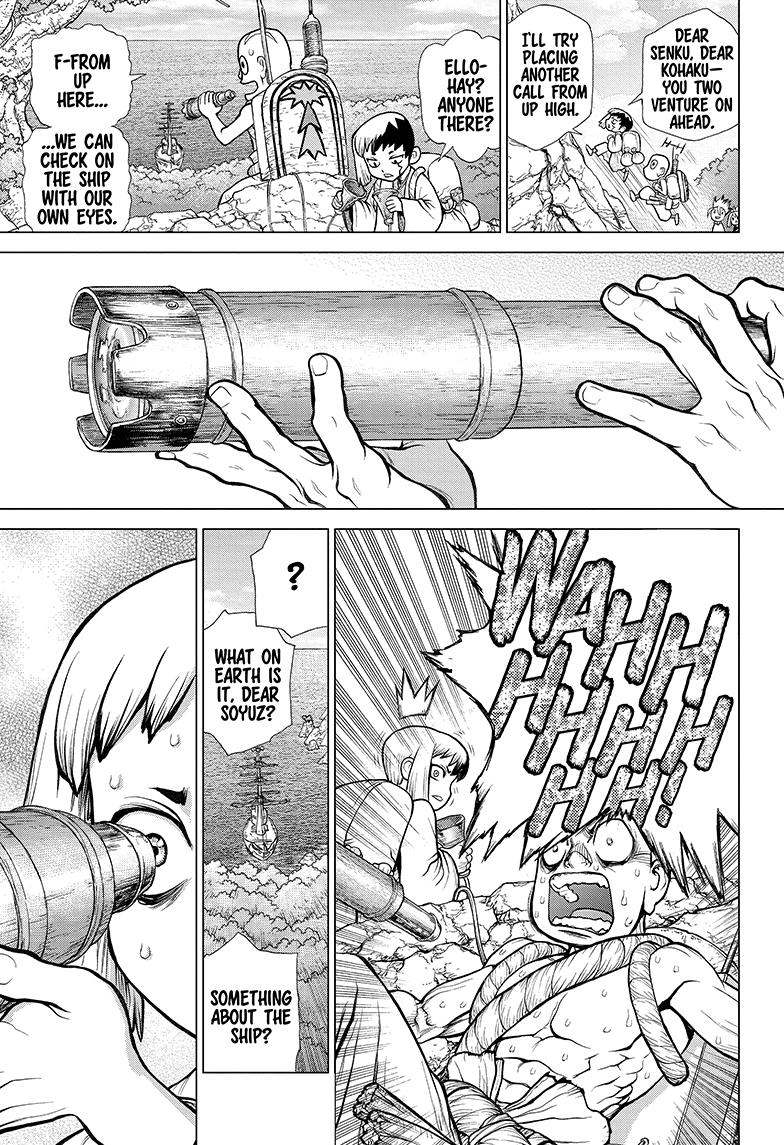 DEAR
SENKU, DEAR
KOHAKU—
YOU TWO
VENTURE ON
AHEAD.
I'LL TRY
PLACING
ANOTHER
CALL FROM
UP HIGH.
ELLO-
HAY?
ANYONE
THERE?
F-FROM
UP
HERE...
...WE CAN
CHECK ON
THE SHIP
WITH OUR
OWN EYES.
WAHH
HHHH
HH!
?
WHAT ON
EARTH IS
IT, DEAR
SOYUZ?
SOMETHING
ABOUT THE
SHIP?